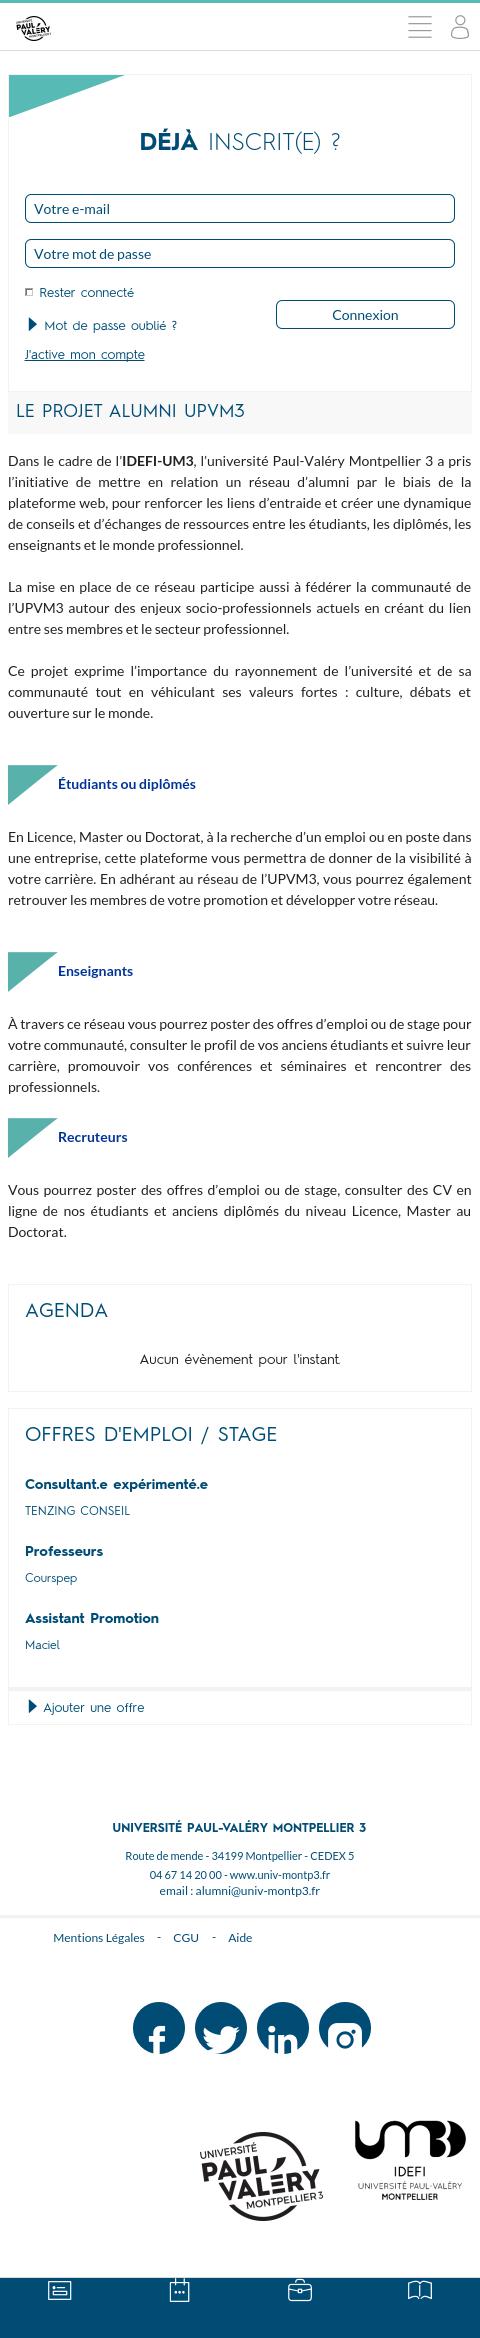 UNIVERSITÉ
PAUL
VALÉRY
MONTPELLIER 3
DÉJÀ INSCRIT(E) ?
Votre e-mail
Votre mot de passe
Rester connecté
Mot de passe oublié ?
Connexion
J'active mon compte
LE PROJET ALUMNI UPVM3
Dans le cadre de l’IDEFI-UM3, l’université Paul-Valéry Montpellier 3 a pris
l’initiative de mettre en relation un réseau d’alumni par le biais de la
plateforme web, pour renforcer les liens d’entraide et créer une dynamique
de conseils et d’échanges de ressources entre les étudiants, les diplômés, les
enseignants et le monde professionnel.
La mise en place de ce réseau participe aussi à fédérer la communauté de
l’UPVM3 autour des enjeux socio-professionnels actuels en créant du lien
entre ses membres et le secteur professionnel.
Ce projet exprime l’importance du rayonnement de l’université et de sa
communauté tout en véhiculant ses valeurs fortes : culture, débats et
ouverture sur le monde.
Étudiants ou diplômés
En Licence, Master ou Doctorat, à la recherche d’un emploi ou en poste dans
une entreprise, cette plateforme vous permettra de donner de la visibilité à
votre carrière. En adhérant au réseau de l’UPVM3, vous pourrez également
retrouver les membres de votre promotion et développer votre réseau.
Enseignants
À travers ce réseau vous pourrez poster des offres d’emploi ou de stage pour
votre communauté, consulter le profil de vos anciens étudiants et suivre leur
carrière, promouvoir vos conférences et séminaires et rencontrer des
professionnels.
Recruteurs
Vous pourrez poster des offres d’emploi ou de stage, consulter des CV en
ligne de nos étudiants et anciens diplômés du niveau Licence, Master au
Doctorat.
AGENDA
Aucun évènement pour l'instant
OFFRES D'EMPLOI / STAGE
Consultant.e expérimenté.e
TENZING CONSEIL
Professeurs
Courspep
Assistant Promotion
Maciel
Ajouter une offre
UNIVERSITÉ PAUL-VALÉRY MONTPELLIER 3
Route de mende - 34199 Montpellier - CEDEX 5
04 67 14 20 00 - www.univ-montp3.fr
email : alumni@univ-montp3.fr
Mentions Légales - CGU - Aide
UNIVERSITÉ
PAUL
VALÉRY
MONTPELLIER 3
UM3
IDEFI
UNIVERSITÉ PAUL-VALÉRY
MONTPELLIER